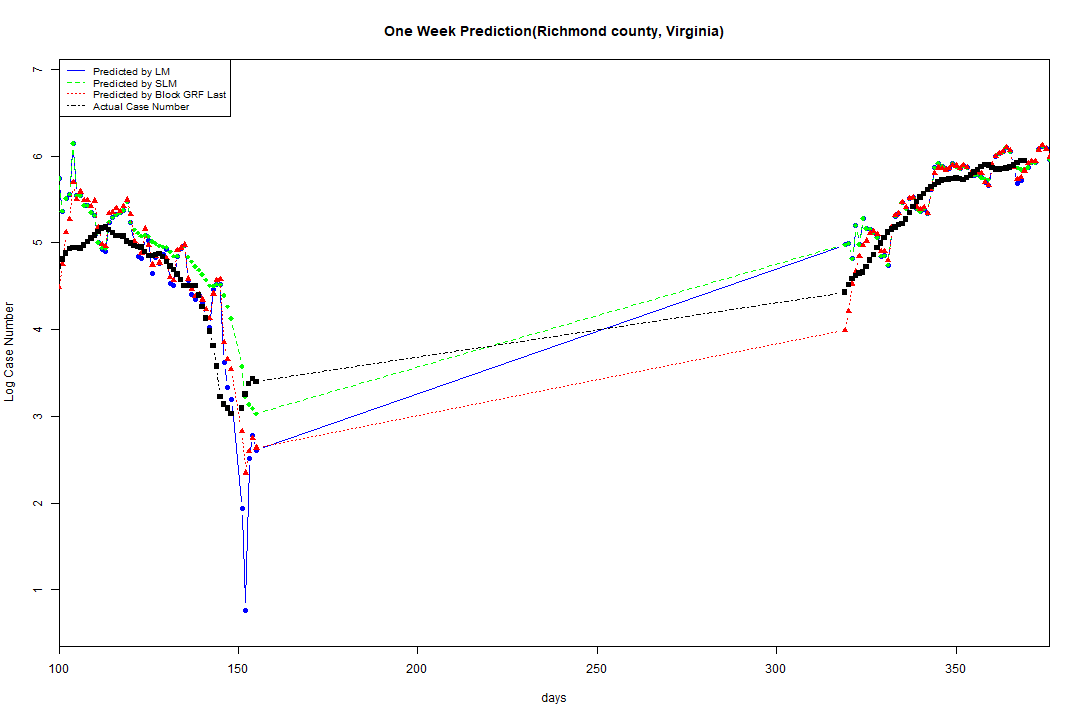 One Week Prediction(Richmond county, Virginia)
Predicted by LM
Predicted by SLM
Predicted by Block GRF Last
Actual Case Number
7
6
5
4
3
2
1
Log Case Number
100 150 200 250 300 350
days